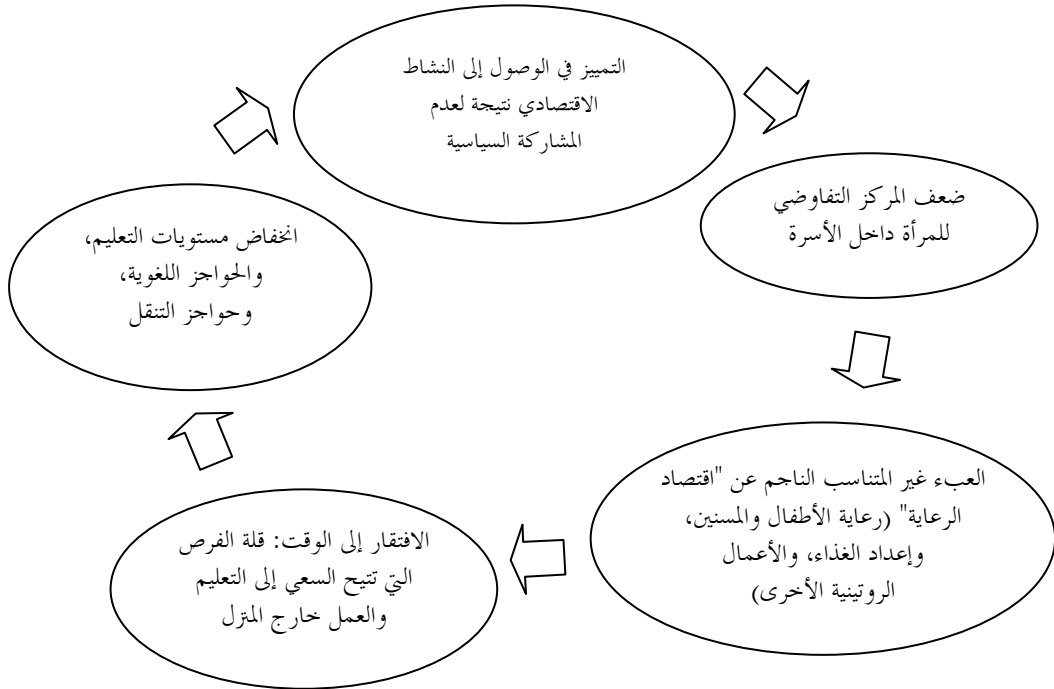 التمييز في الوصول إلى النشاط
الاقتصادي نتيجة لعدم
المشاركة السياسية
ضعف المركز التفاوضي
للمرأة داخل الأسرة
العبء غير المتناسب الناجم عن "اقتصاد
الرعاية" (رعاية الأطفال والمسنين،
وإعداد الغذاء، والأعمال
الروتينية الأخرى)
الافتقار إلى الوقت: قلة الفرص
التي تتيح السعي إلى التعليم
والعمل خارج المنزل
انخفاض مستويات التعليم،
والحواجز اللغوية،
وحواجز التنقل